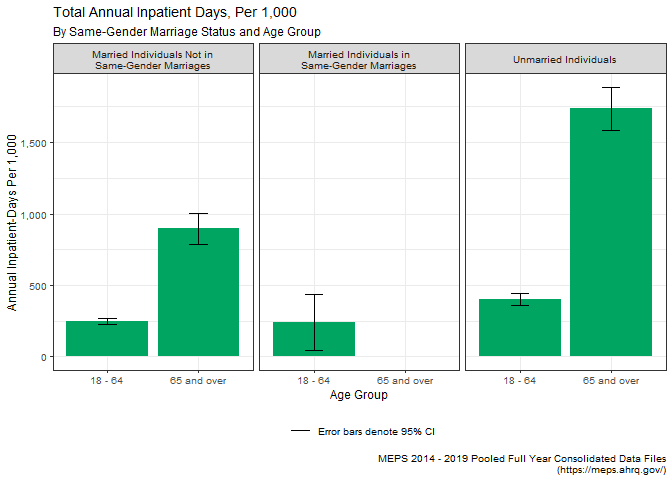 Total Annual Inpatient Days, Per 1,000
By Same-Gender Marriage Status and Age Group
Married Individuals Not in
Same-Gender Marriages
Married Individuals in
Same-Gender Marriages
Unmarried Individuals
Annual Inpatient-Days Per 1,000
1,500
1,000
500
0
18 - 64
65 and over
18 - 64
65 and over
18 - 64
65 and over
Age Group
Error bars denote 95% CI
MEPS 2014 - 2019 Pooled Full Year Consolidated Data Files
(https://meps.ahrq.gov/)